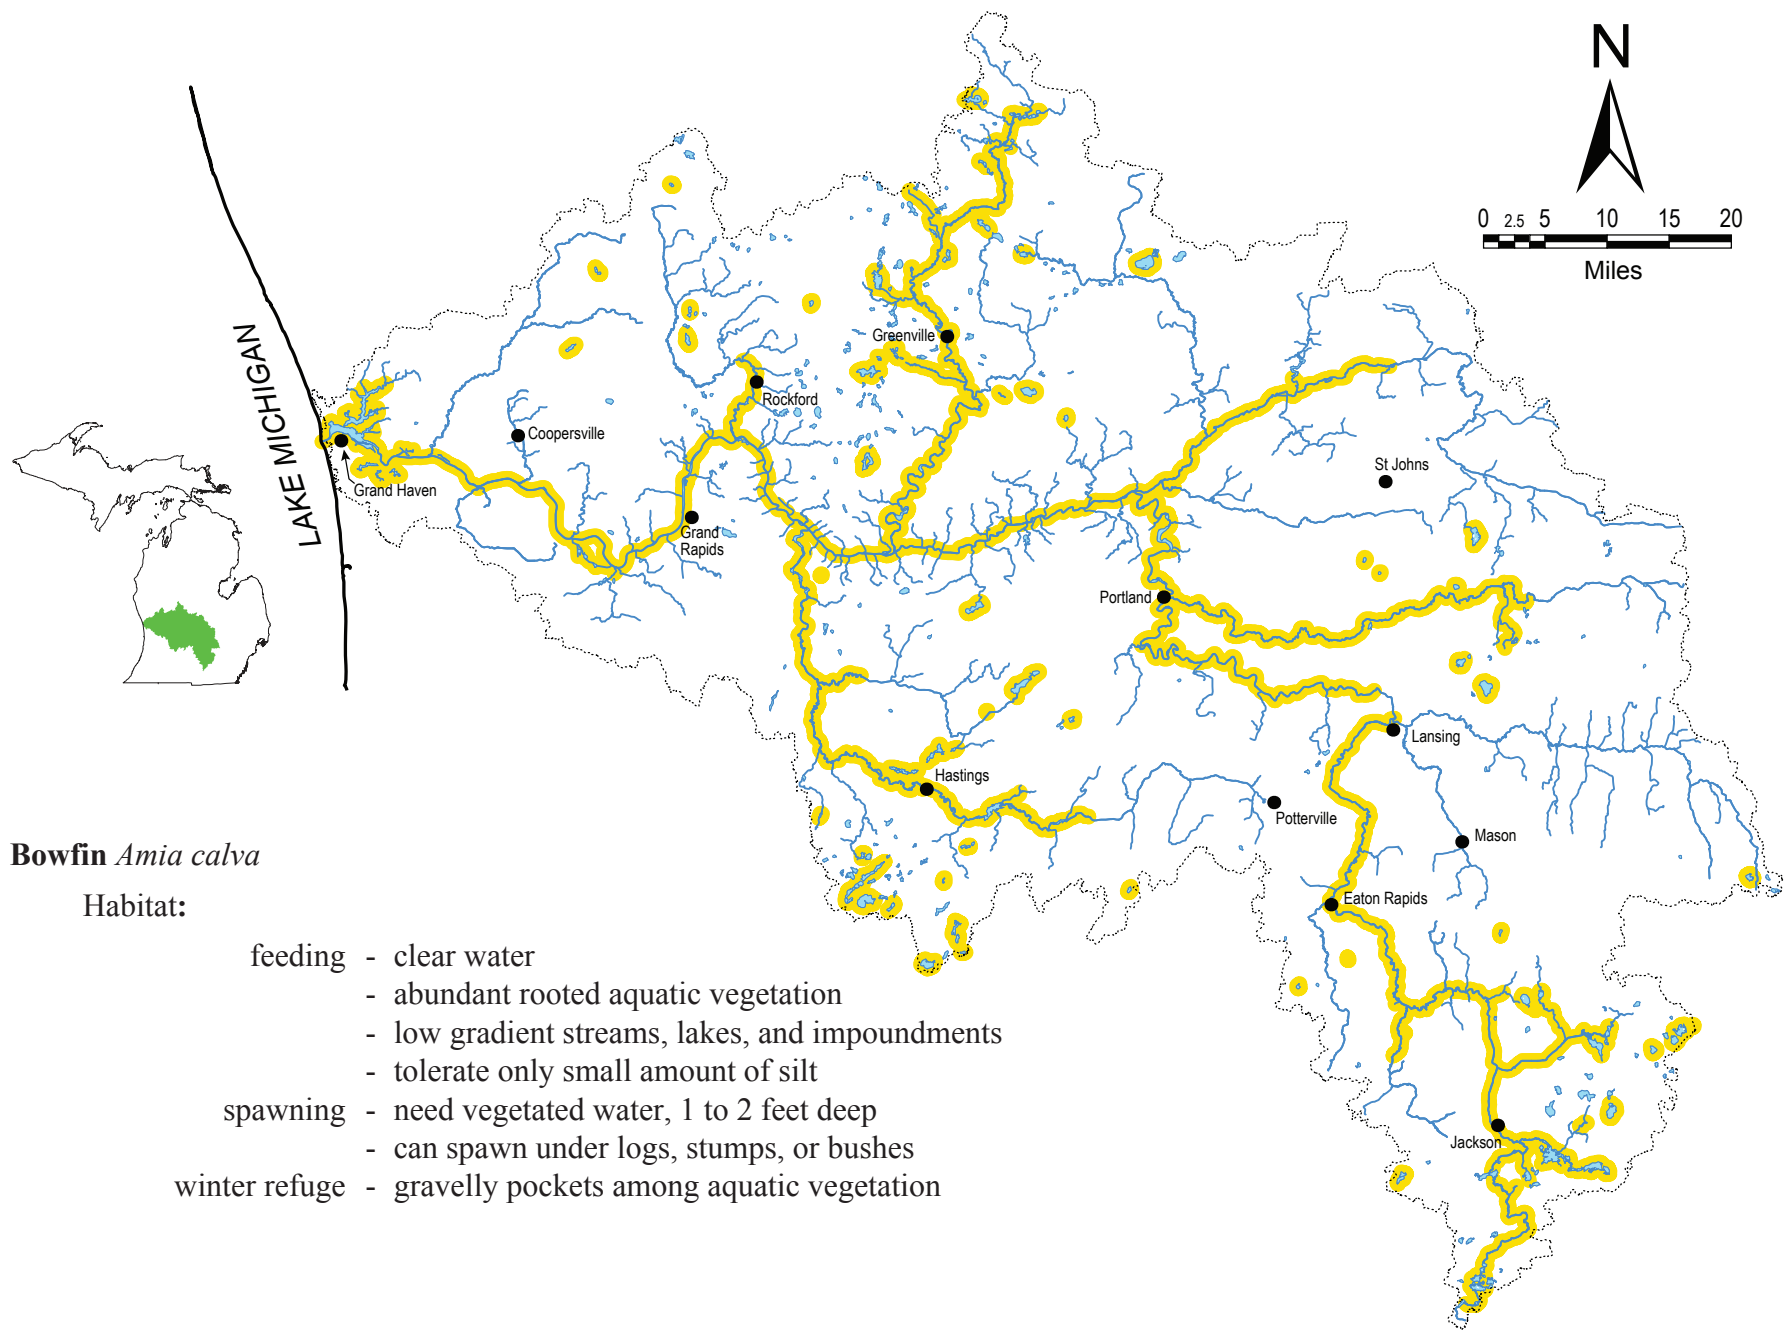 N
0 2.5 5 10 15 20
Miles
LAKE MICHIGAN
Greenville
Rockford
Coopersville
Grand Haven
St Johns
Grand
Rapids
Portland
Lansing
Hastings
Potterville
Mason
Eaton Rapids
Jackson
Bowfin Amia calva
Habitat:
feeding - clear water
- abundant rooted aquatic vegetation
- low gradient streams, lakes, and impoundments
- tolerate only small amount of silt
spawning - need vegetated water, 1 to 2 feet deep
- can spawn under logs, stumps, or bushes
winter refuge - gravelly pockets among aquatic vegetation